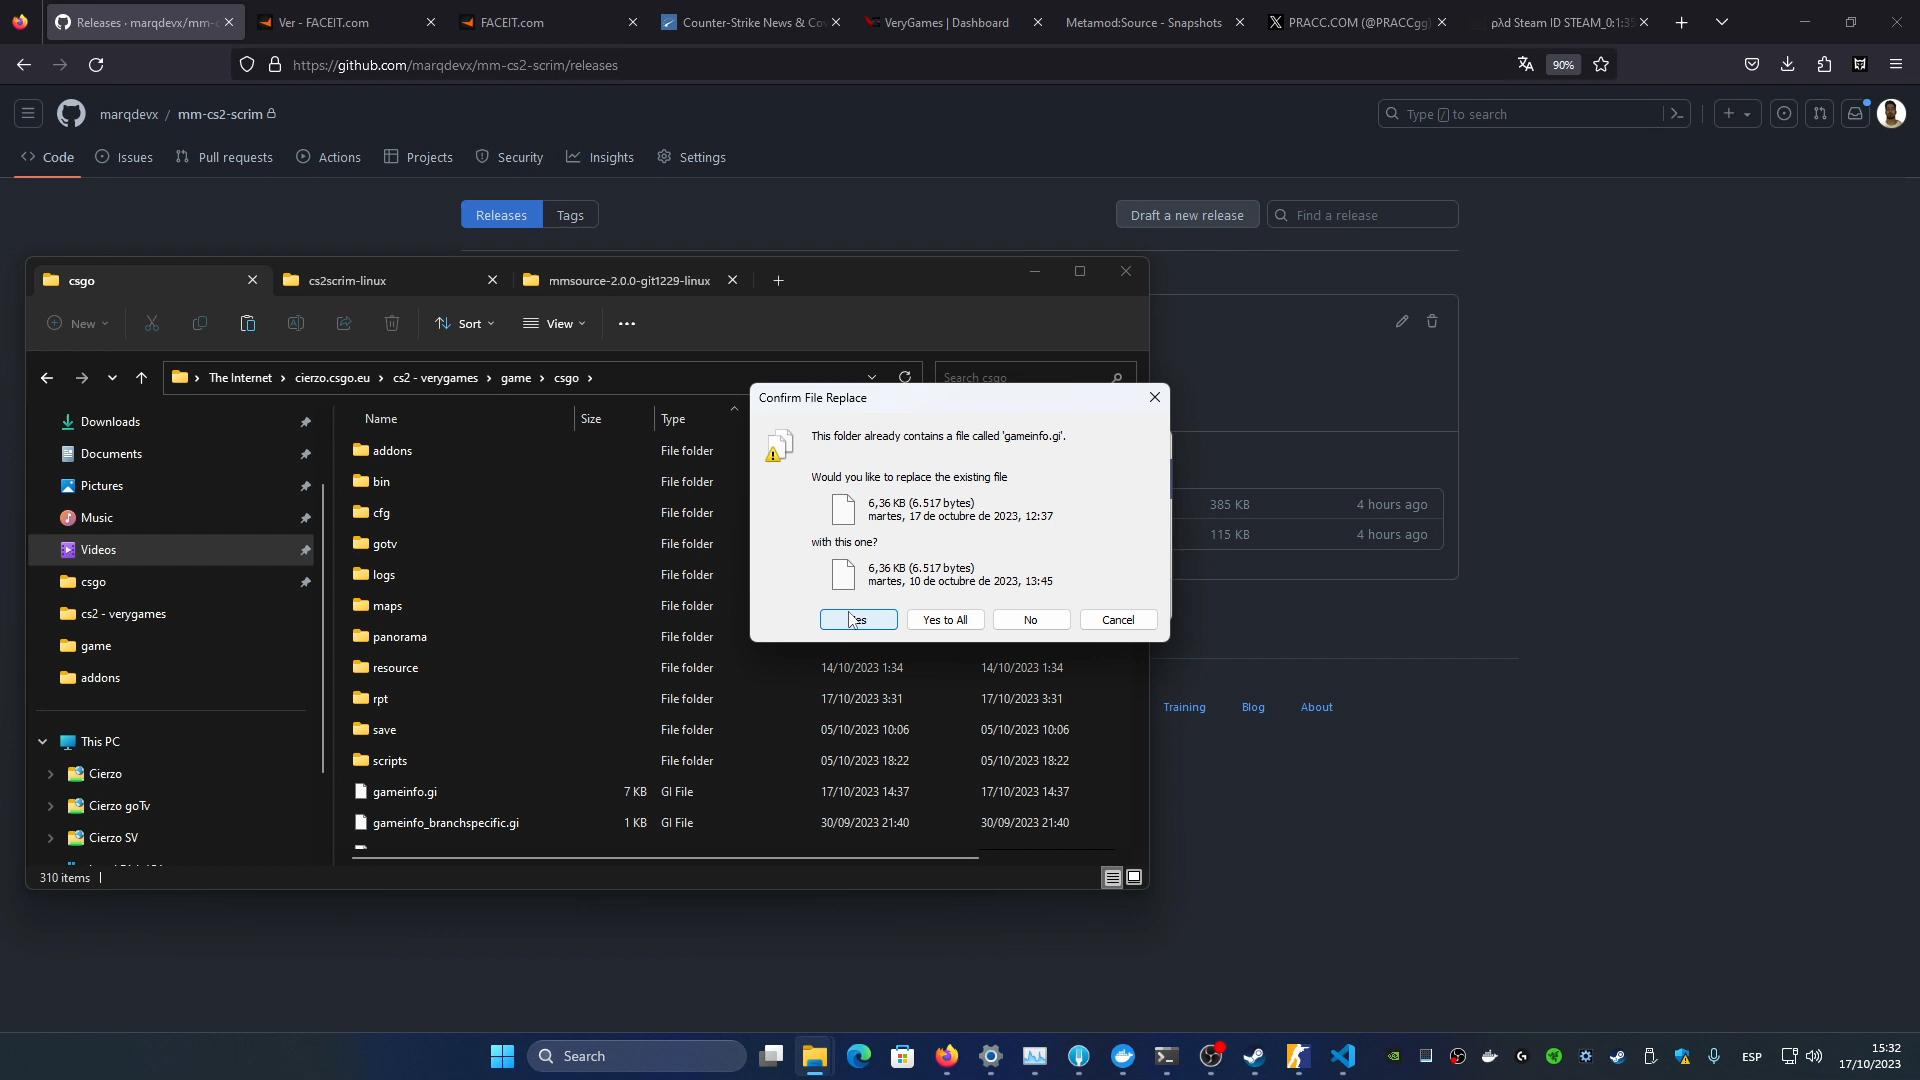 Releases · marqdevx/mm-c
Ver - FACEIT.com
FACEIT.com
Counter-Strike News & Co
VeryGames | Dashboard
Metamod:Source - Snapshots
PRACC.COM (@PRACCgg)
ρλd Steam ID STEAM_0:1:35
https://github.com/marqdevx/mm-cs2-scrim/releases
90%
marqdevx / mm-cs2-scrim
Type / to search
Code
Issues
Pull requests
Actions
Projects
Security
Insights
Settings
Releases
Tags
Draft a new release
Find a release
csgo
cs2scrim-linux
mmsource-2.0.0-git1229-linux
New
Sort
View
The Internet › cierzo.csgo.eu › cs2 - verygames › game › csgo ›
Search csgo
Downloads
Documents
Pictures
Music
Videos
csgo
cs2 - verygames
game
addons
This PC
Cierzo
Cierzo goTv
Cierzo SV
Name Size Type
addons File folder
bin File folder
cfg File folder
gotv File folder
logs File folder
maps File folder
panorama File folder
resource File folder 14/10/2023 1:34 14/10/2023 1:34
rpt File folder 17/10/2023 3:31 17/10/2023 3:31
save File folder 05/10/2023 10:06 05/10/2023 10:06
scripts File folder 05/10/2023 18:22 05/10/2023 18:22
gameinfo.gi 7 KB GI File 17/10/2023 14:37 17/10/2023 14:37
gameinfo_branchspecific.gi 1 KB GI File 30/09/2023 21:40 30/09/2023 21:40
310 items
Confirm File Replace
This folder already contains a file called 'gameinfo.gi'.
Would you like to replace the existing file
6,36 KB (6.517 bytes)
martes, 17 de octubre de 2023, 12:37
with this one?
6,36 KB (6.517 bytes)
martes, 10 de octubre de 2023, 13:45
Yes
Yes to All
No
Cancel
385 KB 4 hours ago
115 KB 4 hours ago
Training
Blog
About
Search
ESP
15:32
17/10/2023